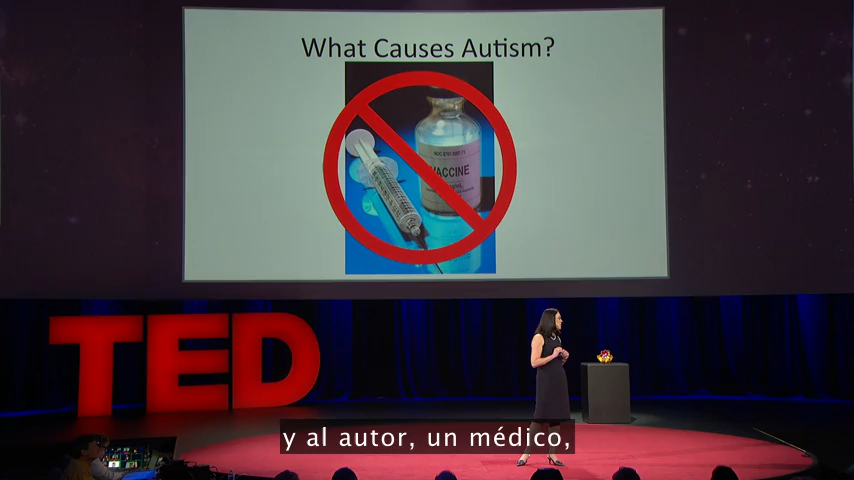 What Causes Autism?
VACCINE
TED
y al autor, un médico,